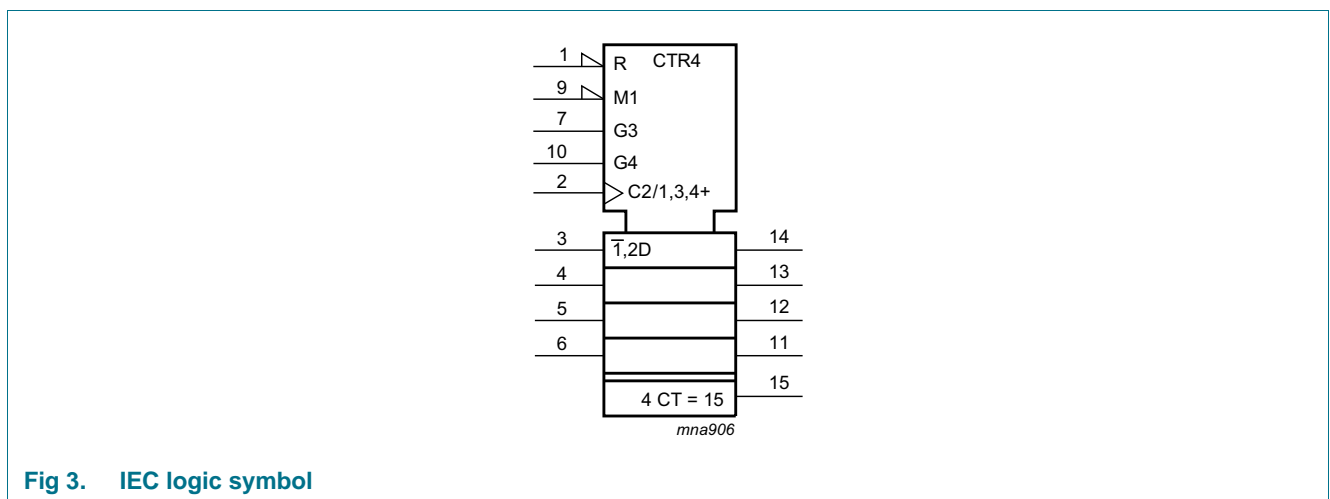 1 R CTR4
9 M1
7 G3
10 G4
2 C2/1,3,4+
3 1̅,2D 14
4 13
5 12
6 11
4 CT = 15 15
mna906
Fig 3. IEC logic symbol